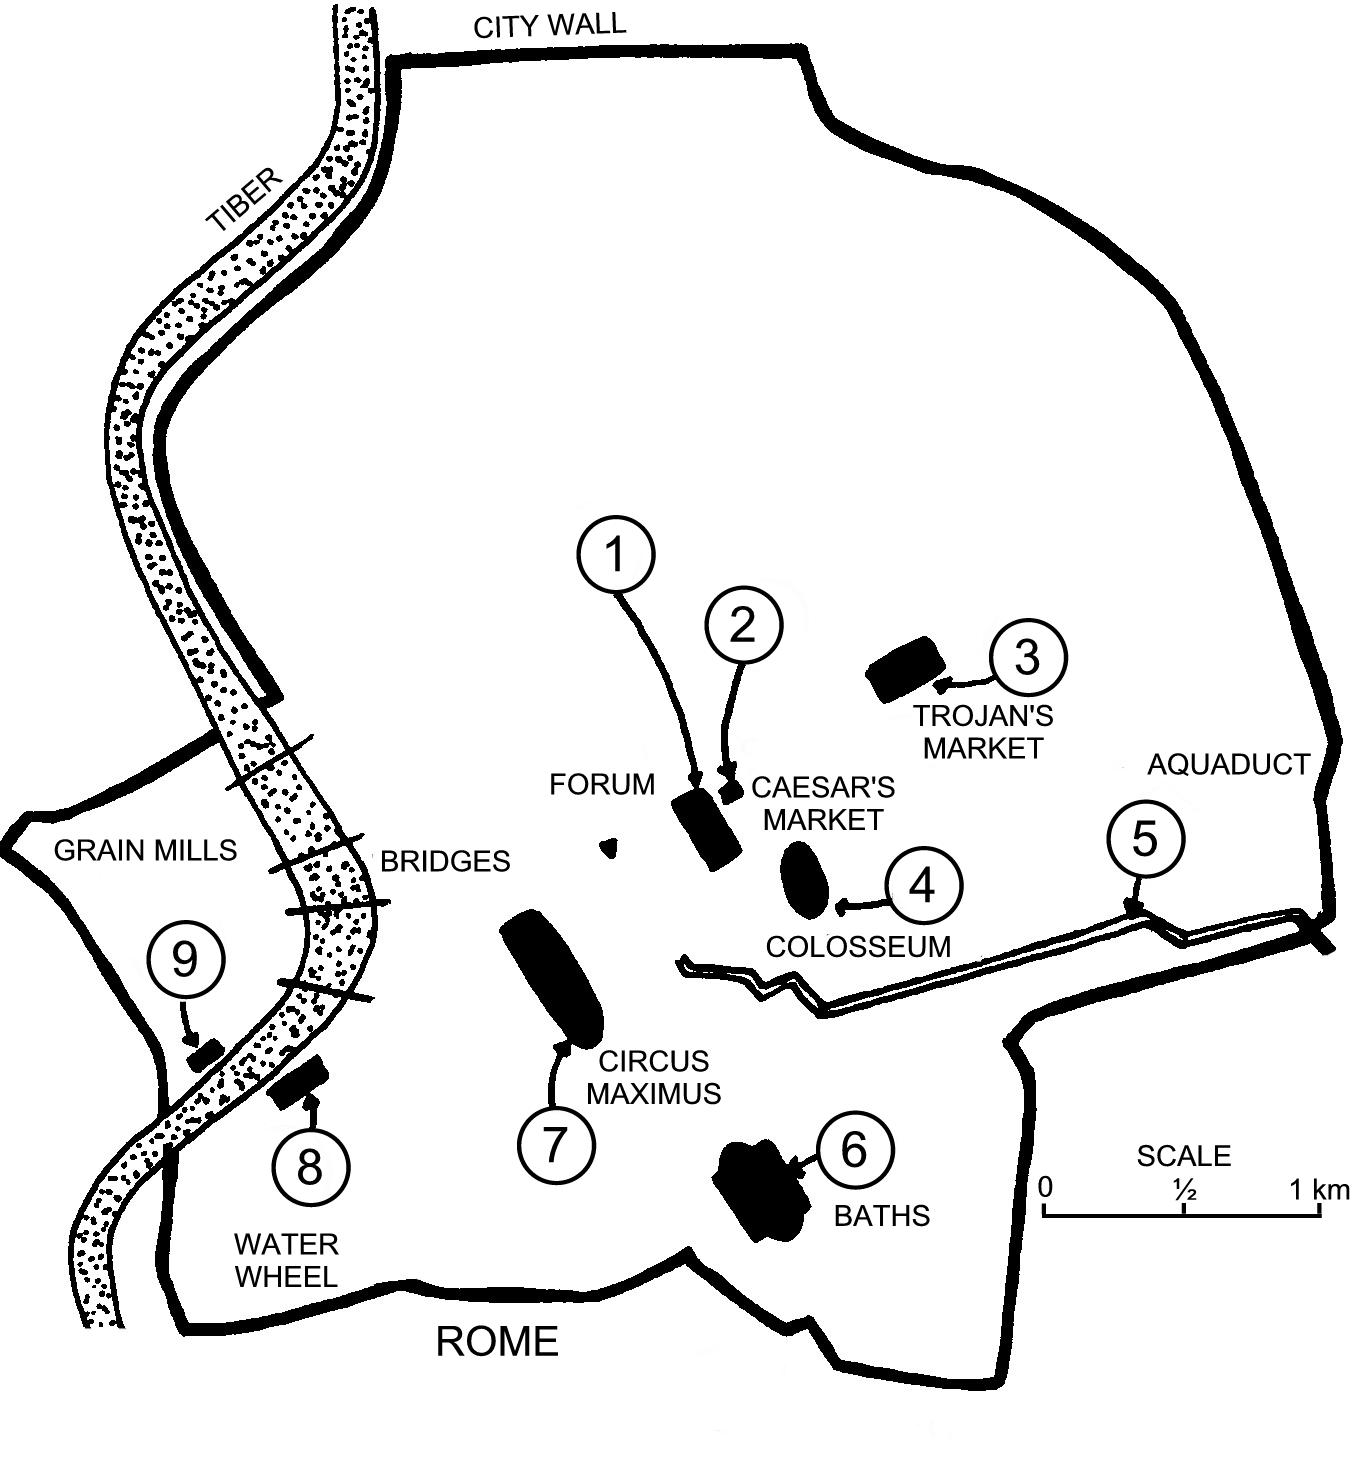 CITY WALL
TIBER
1
2
3
TROJAN'S
MARKET
AQUADUCT
FORUM
CAESAR'S
MARKET
5
GRAIN MILLS
BRIDGES
4
COLOSSEUM
9
CIRCUS
MAXIMUS
7
6
8
BATHS
SCALE
0
½
1 km
WATER
WHEEL
ROME